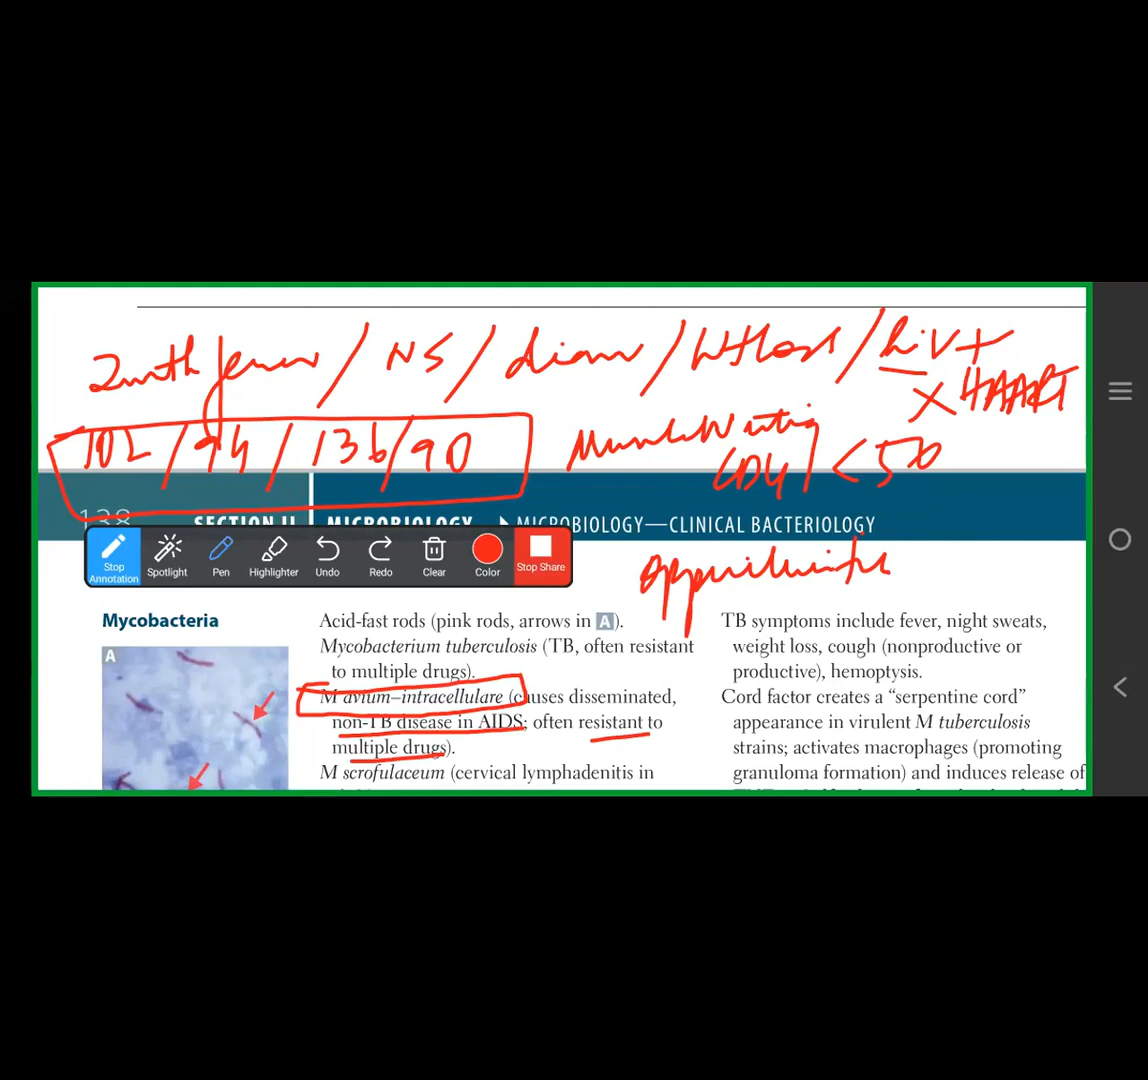 2mth fever / NS / diarr / Wt loss / HIV+
X HAART
102 / 94 / 136/90
Muscle Wasting
CD4 < 50
138 SECTION II MICROBIOLOGY ▶ MICROBIOLOGY—CLINICAL BACTERIOLOGY
Stop Annotation Spotlight Pen Highlighter Undo Redo Clear Color Stop Share
Mycobacteria
A
Acid-fast rods (pink rods, arrows in A).
Mycobacterium tuberculosis (TB, often resistant
to multiple drugs).
M avium–intracellulare (causes disseminated,
non-TB disease in AIDS; often resistant to
multiple drugs).
M scrofulaceum (cervical lymphadenitis in
TB symptoms include fever, night sweats,
weight loss, cough (nonproductive or
productive), hemoptysis.
Cord factor creates a “serpentine cord”
appearance in virulent M tuberculosis
strains; activates macrophages (promoting
granuloma formation) and induces release of